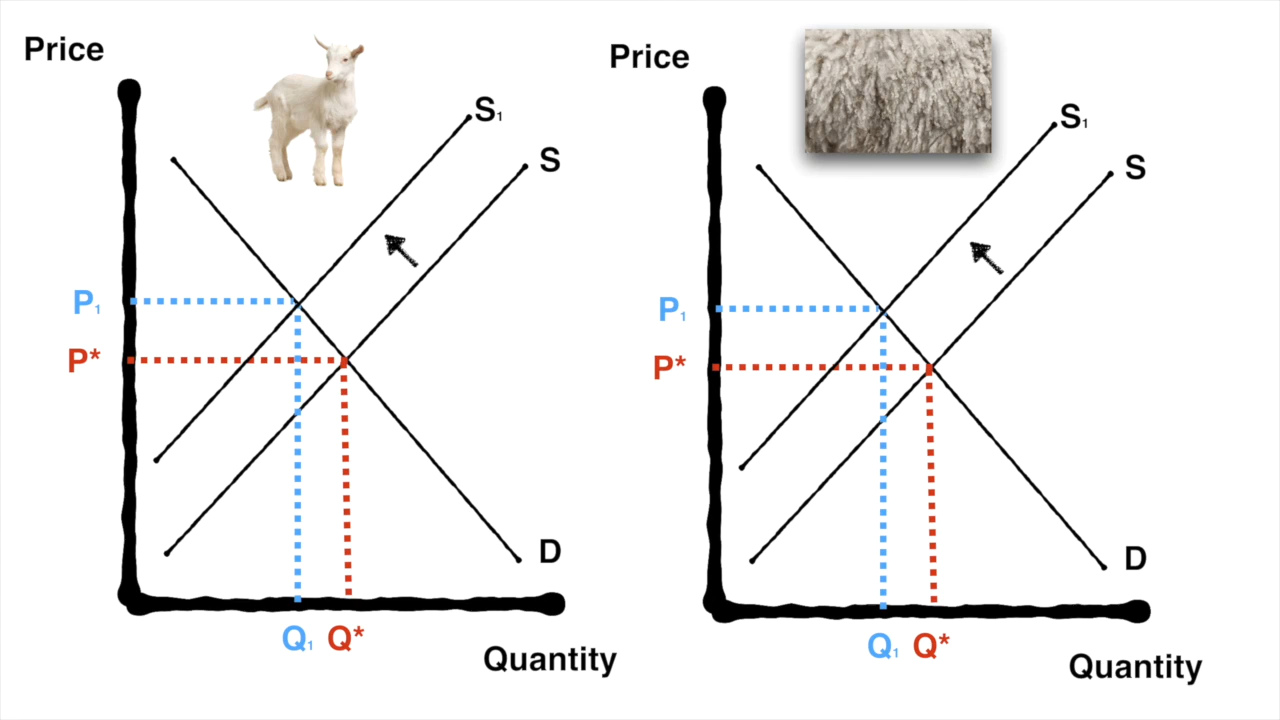 Price
S₁
S
P₁
P*
D
Q₁ Q*
Quantity
Price
S₁
S
P₁
P*
D
Q₁ Q*
Quantity